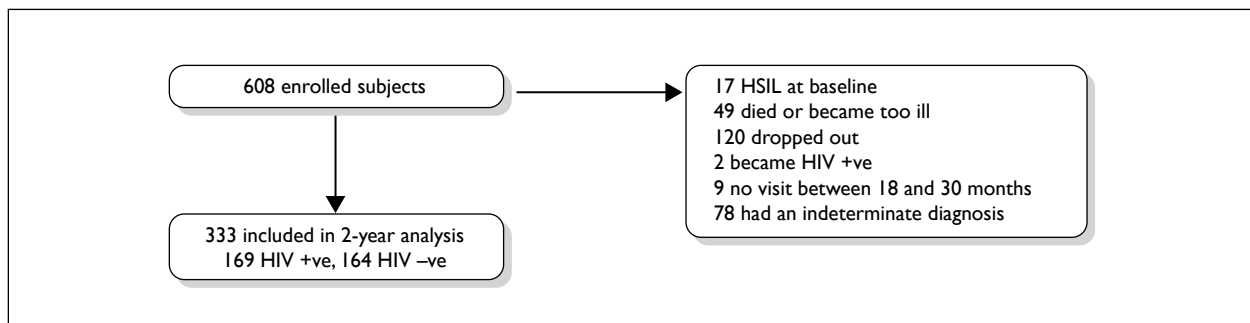 608 enrolled subjects
17 HSIL at baseline
49 died or became too ill
120 dropped out
2 became HIV +ve
9 no visit between 18 and 30 months
78 had an indeterminate diagnosis
333 included in 2-year analysis
169 HIV +ve, 164 HIV –ve